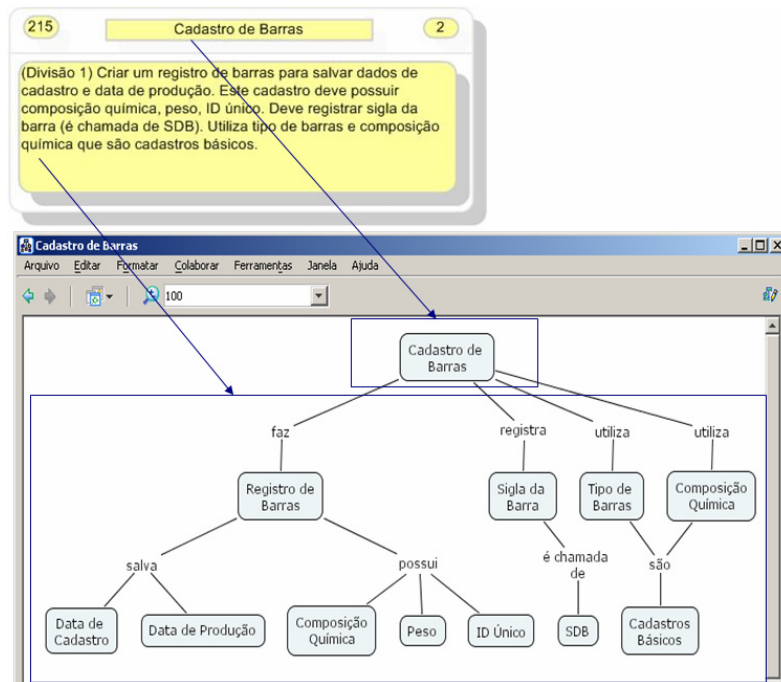 215
Cadastro de Barras
2
(Divisão 1) Criar um registro de barras para salvar dados de
cadastro e data de produção. Este cadastro deve possuir
composição química, peso, ID único. Deve registrar sigla da
barra (é chamada de SDB). Utiliza tipo de barras e composição
química que são cadastros básicos.
Cadastro de Barras
Arquivo Editar Formatar Colaborar Ferramentas Janela Ajuda
100
Cadastro de
Barras
faz
registra
utiliza
utiliza
Registro de
Barras
Sigla da
Barra
Tipo de
Barras
Composição
Química
salva
possui
é chamada
de
são
Data de
Cadastro
Data de Produção
Composição
Química
Peso
ID Único
SDB
Cadastros
Básicos